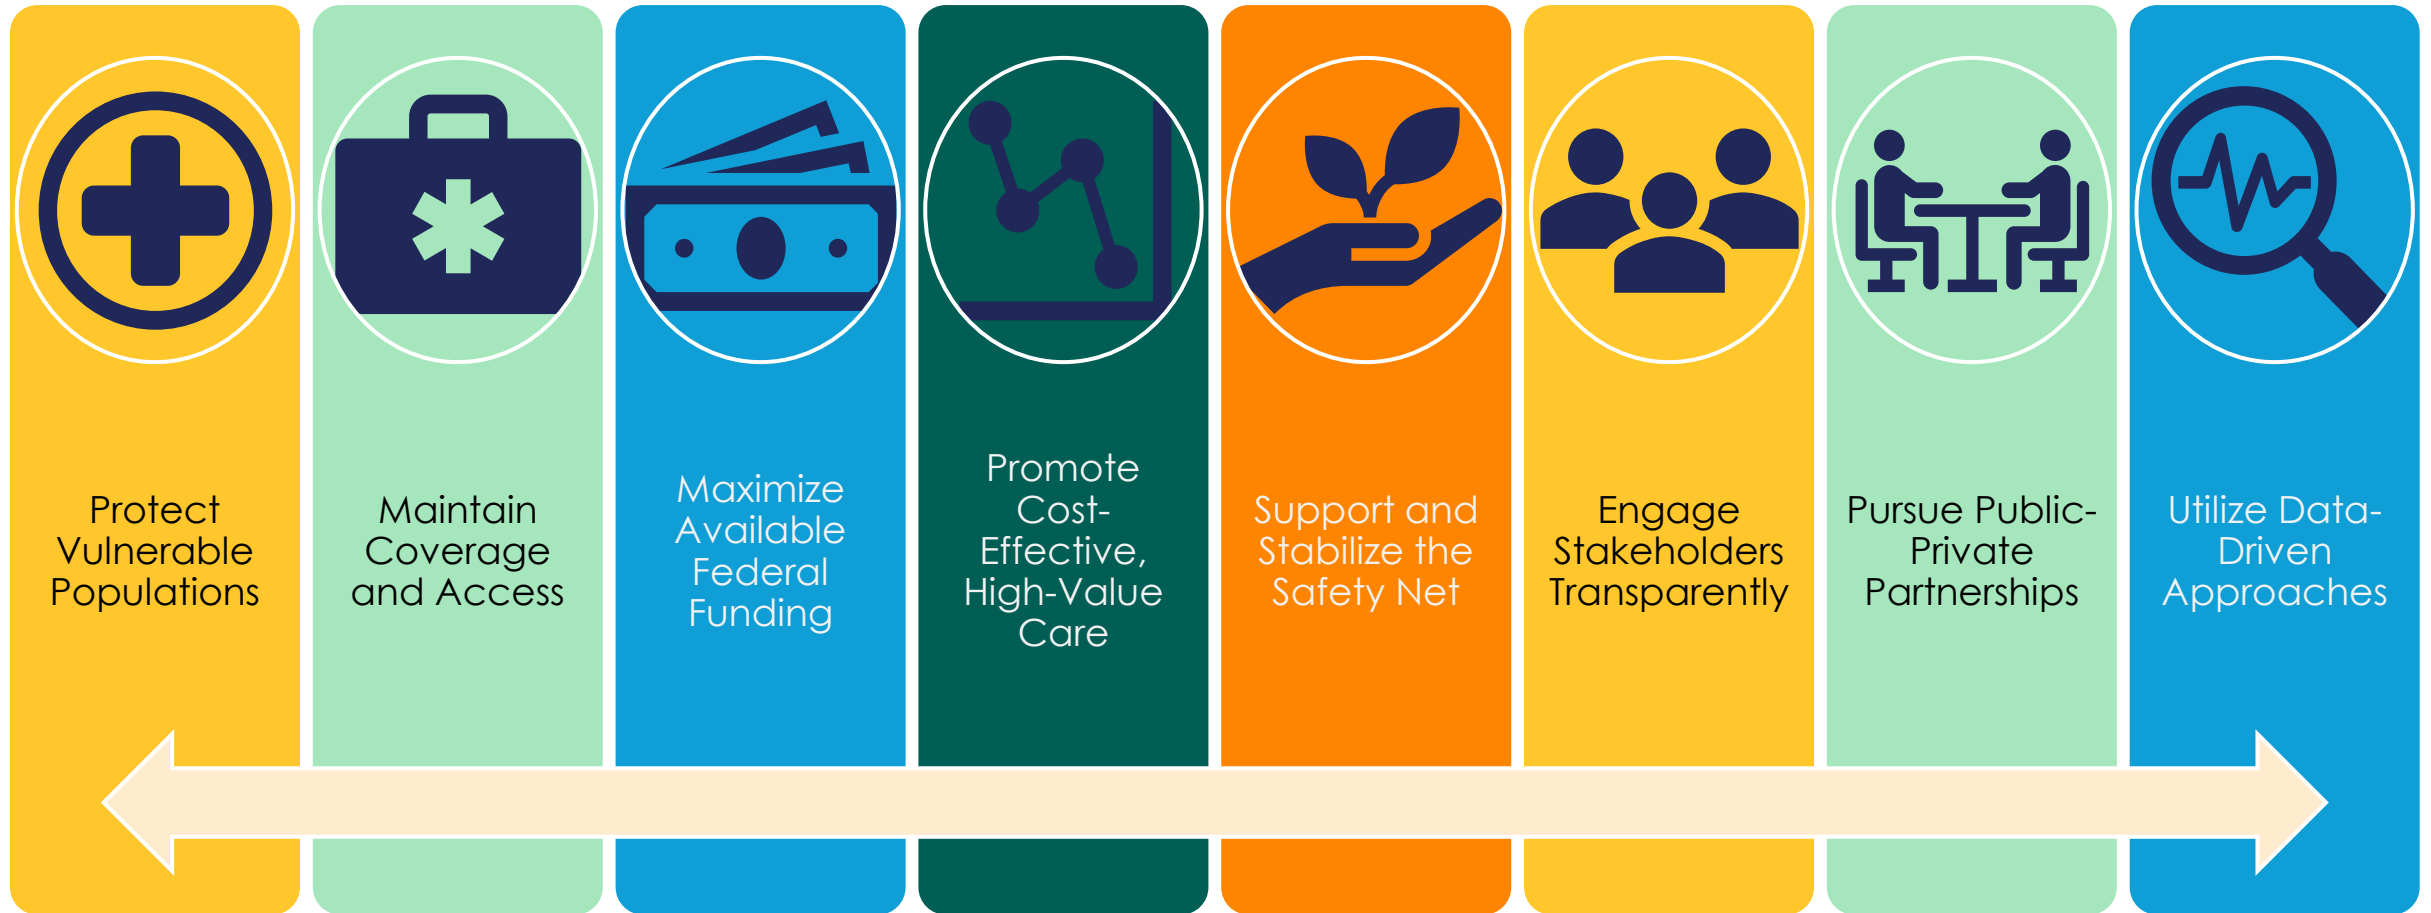 Protect
Vulnerable
Populations
Maintain
Coverage
and Access
Maximize
Available
Federal
Funding
Promote
Cost-
Effective,
High-Value
Care
Support and
Stabilize the
Safety Net
Engage
Stakeholders
Transparently
Pursue Public-
Private
Partnerships
Utilize Data-
Driven
Approaches